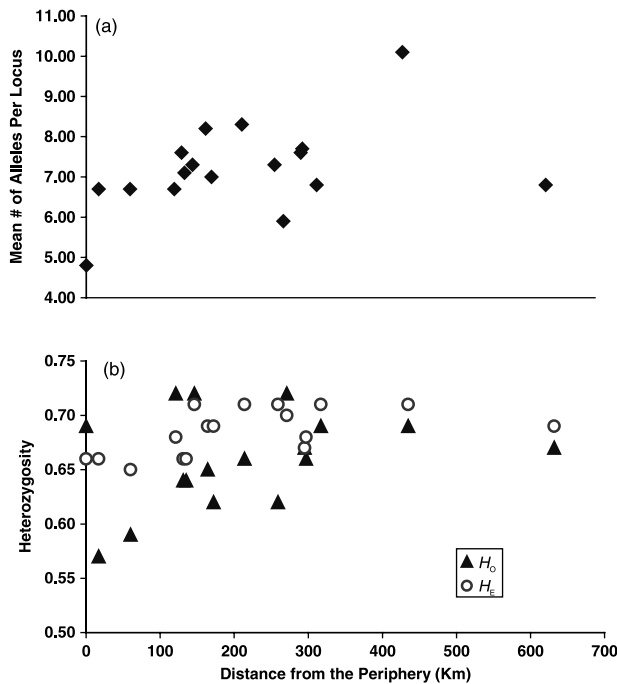 (a)
Mean # of Alleles Per Locus
11.00
10.00
9.00
8.00
7.00
6.00
5.00
4.00
(b)
Heterozygosity
0.75
0.70
0.65
0.60
0.55
0.50
H_O
H_E
0 100 200 300 400 500 600 700
Distance from the Periphery (Km)